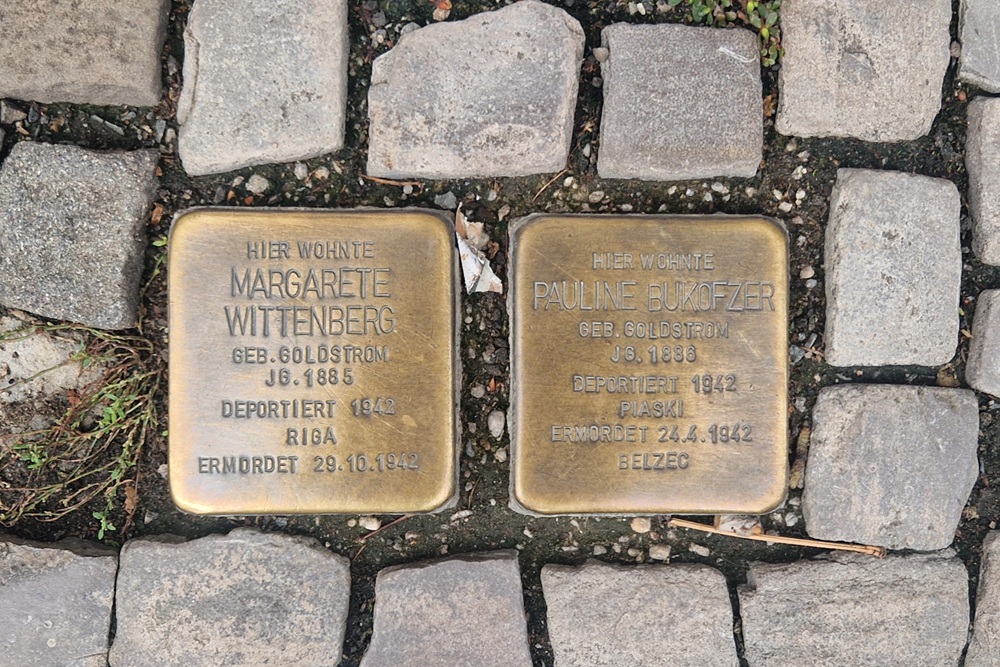 HIER WOHNTE
MARGARETE
WITTENBERG
GEB. GOLDSTROM
JG. 1885
DEPORTIERT 1942
RIGA
ERMORDET 29.10.1942
HIER WOHNTE
PAULINE BUKOFZER
GEB. GOLDSTROM
JG. 1886
DEPORTIERT 1942
PIASKI
ERMORDET 24.4.1942
BELZEC